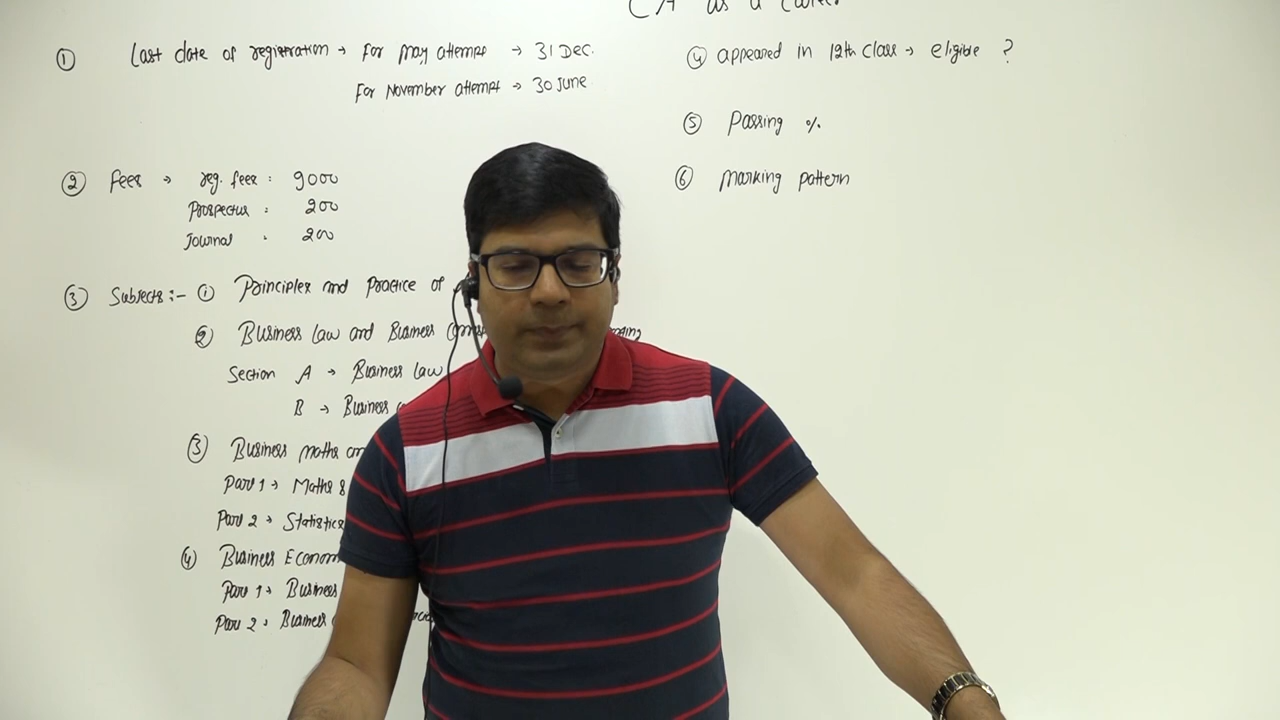 CA as a Career
① Last date of registration → For May attempt → 31 Dec.
For November attempt → 30 June
② Fees → reg. fees : 9000
Prospectus : 200
Journal : 200
③ Subjects :- ① Principles and Practice of
② Business Law and Business
Section A → Business law
B → Business
③ Business maths
Part 1 → Maths &
Part 2 → Statistics
④ Business
Part 1 → Business
Part 2 → Business
④ appeared in 12th class → eligible ?
⑤ Passing %
⑥ Marking pattern